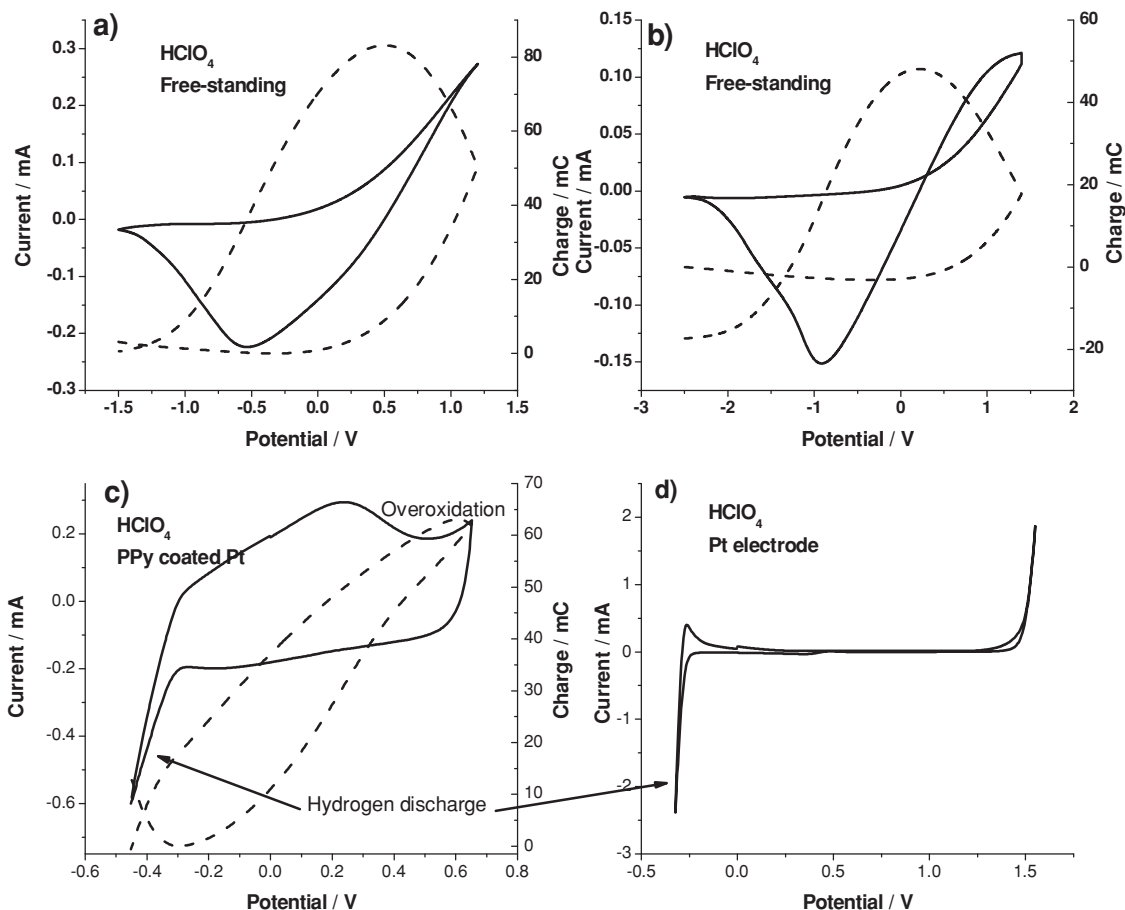 a)
HClO4
Free-standing
0.3
0.2
0.1
0.0
-0.1
-0.2
-0.3
Current / mA
80
60
40
20
0
Charge / mC
-1.5
-1.0
-0.5
0.0
0.5
1.0
1.5
Potential / V
b)
HClO4
Free-standing
0.15
0.10
0.05
0.00
-0.05
-0.10
-0.15
Current / mA
60
40
20
0
-20
Charge / mC
-3
-2
-1
0
1
2
Potential / V
c)
HClO4
PPy coated Pt
Overoxidation
0.2
0.0
-0.2
-0.4
-0.6
Current / mA
70
60
50
40
30
20
10
0
Charge / mC
Hydrogen discharge
-0.6
-0.4
-0.2
0.0
0.2
0.4
0.6
0.8
Potential / V
d)
HClO4
Pt electrode
2
1
0
-1
-2
-3
Current / mA
-0.5
0.0
0.5
1.0
1.5
Potential / V